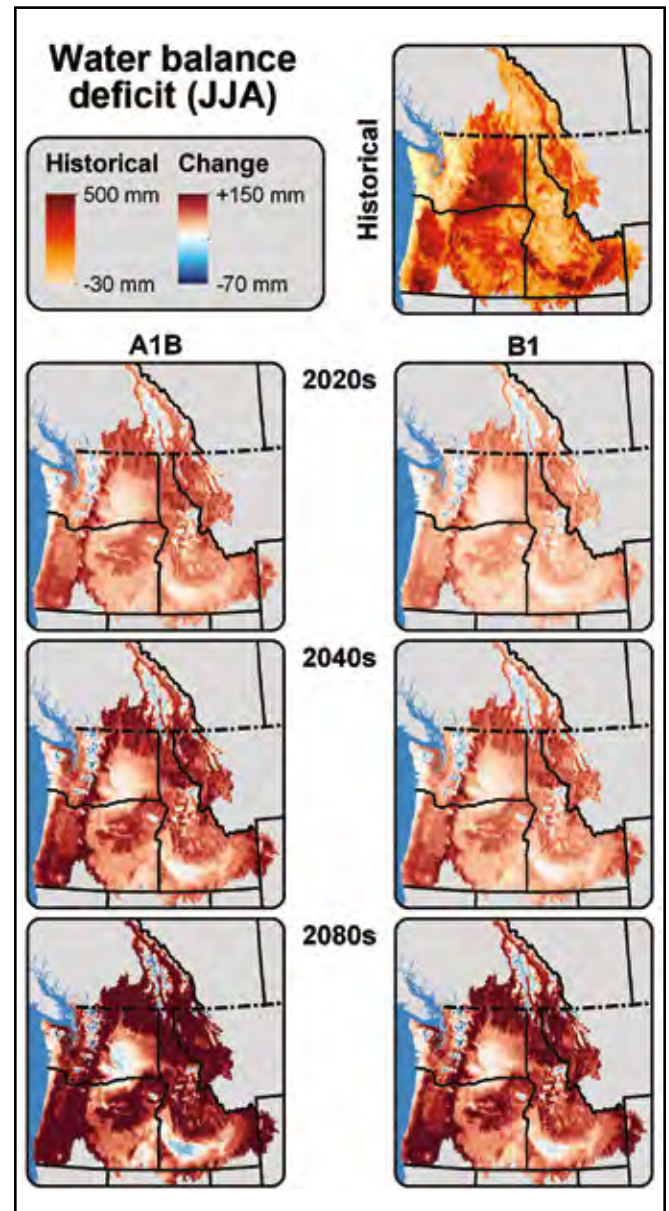 Water balance
deficit (JJA)
Historical
Historical Change
500 mm +150 mm
-30 mm -70 mm
A1B B1
2020s
2040s
2080s